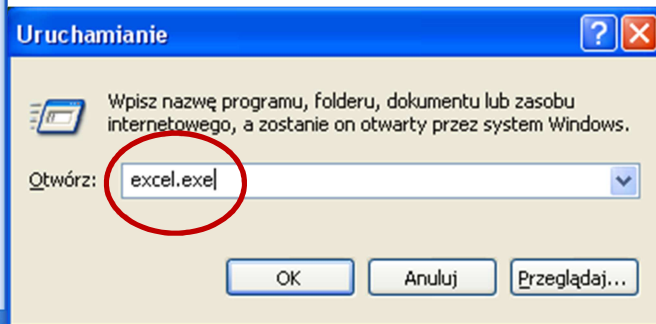 Uruchamianie
Wpisz nazwę programu, folderu, dokumentu lub zasobu
internetowego, a zostanie on otwarty przez system Windows.
Otwórz: excel.exe
OK Anuluj Przeglądaj...